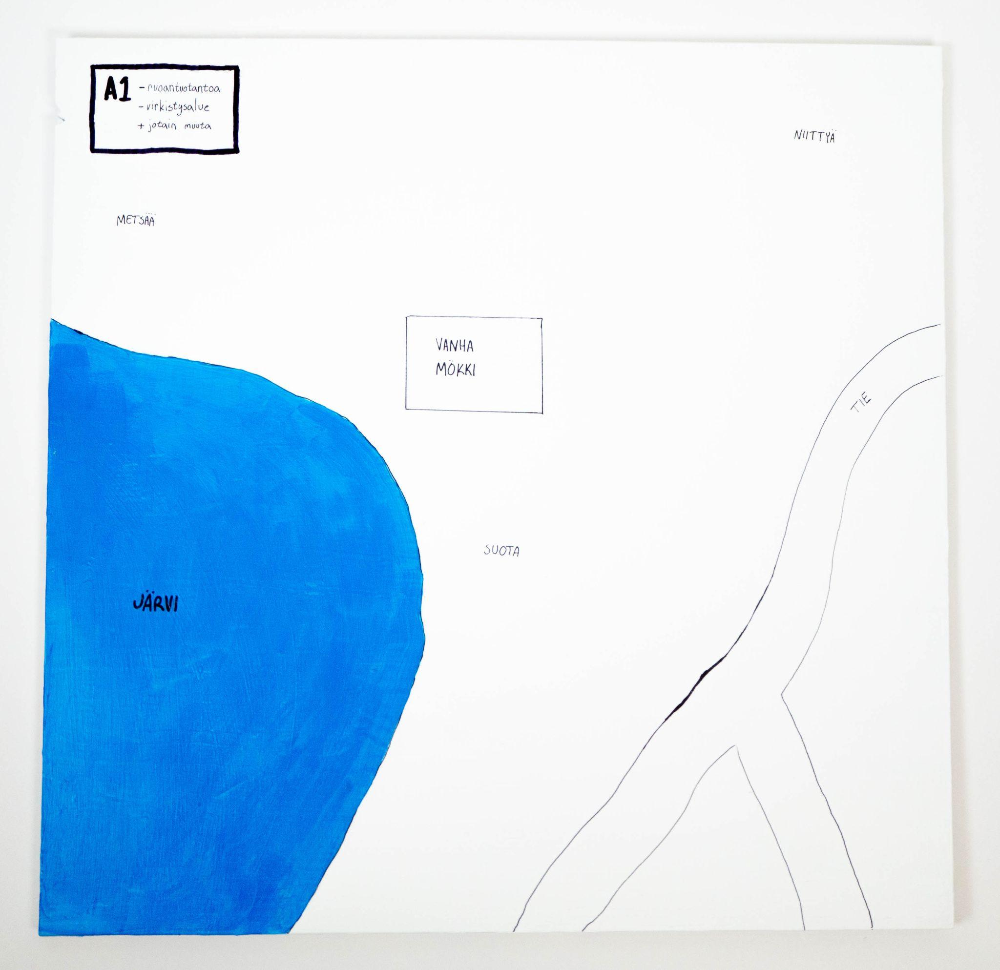 A1 - ruoantuotantoa
- virkistysalue
+ jotain muuta
NIITTYÄ
METSÄÄ
VANHA
MÖKKI
TIE
SUOTA
JÄRVI